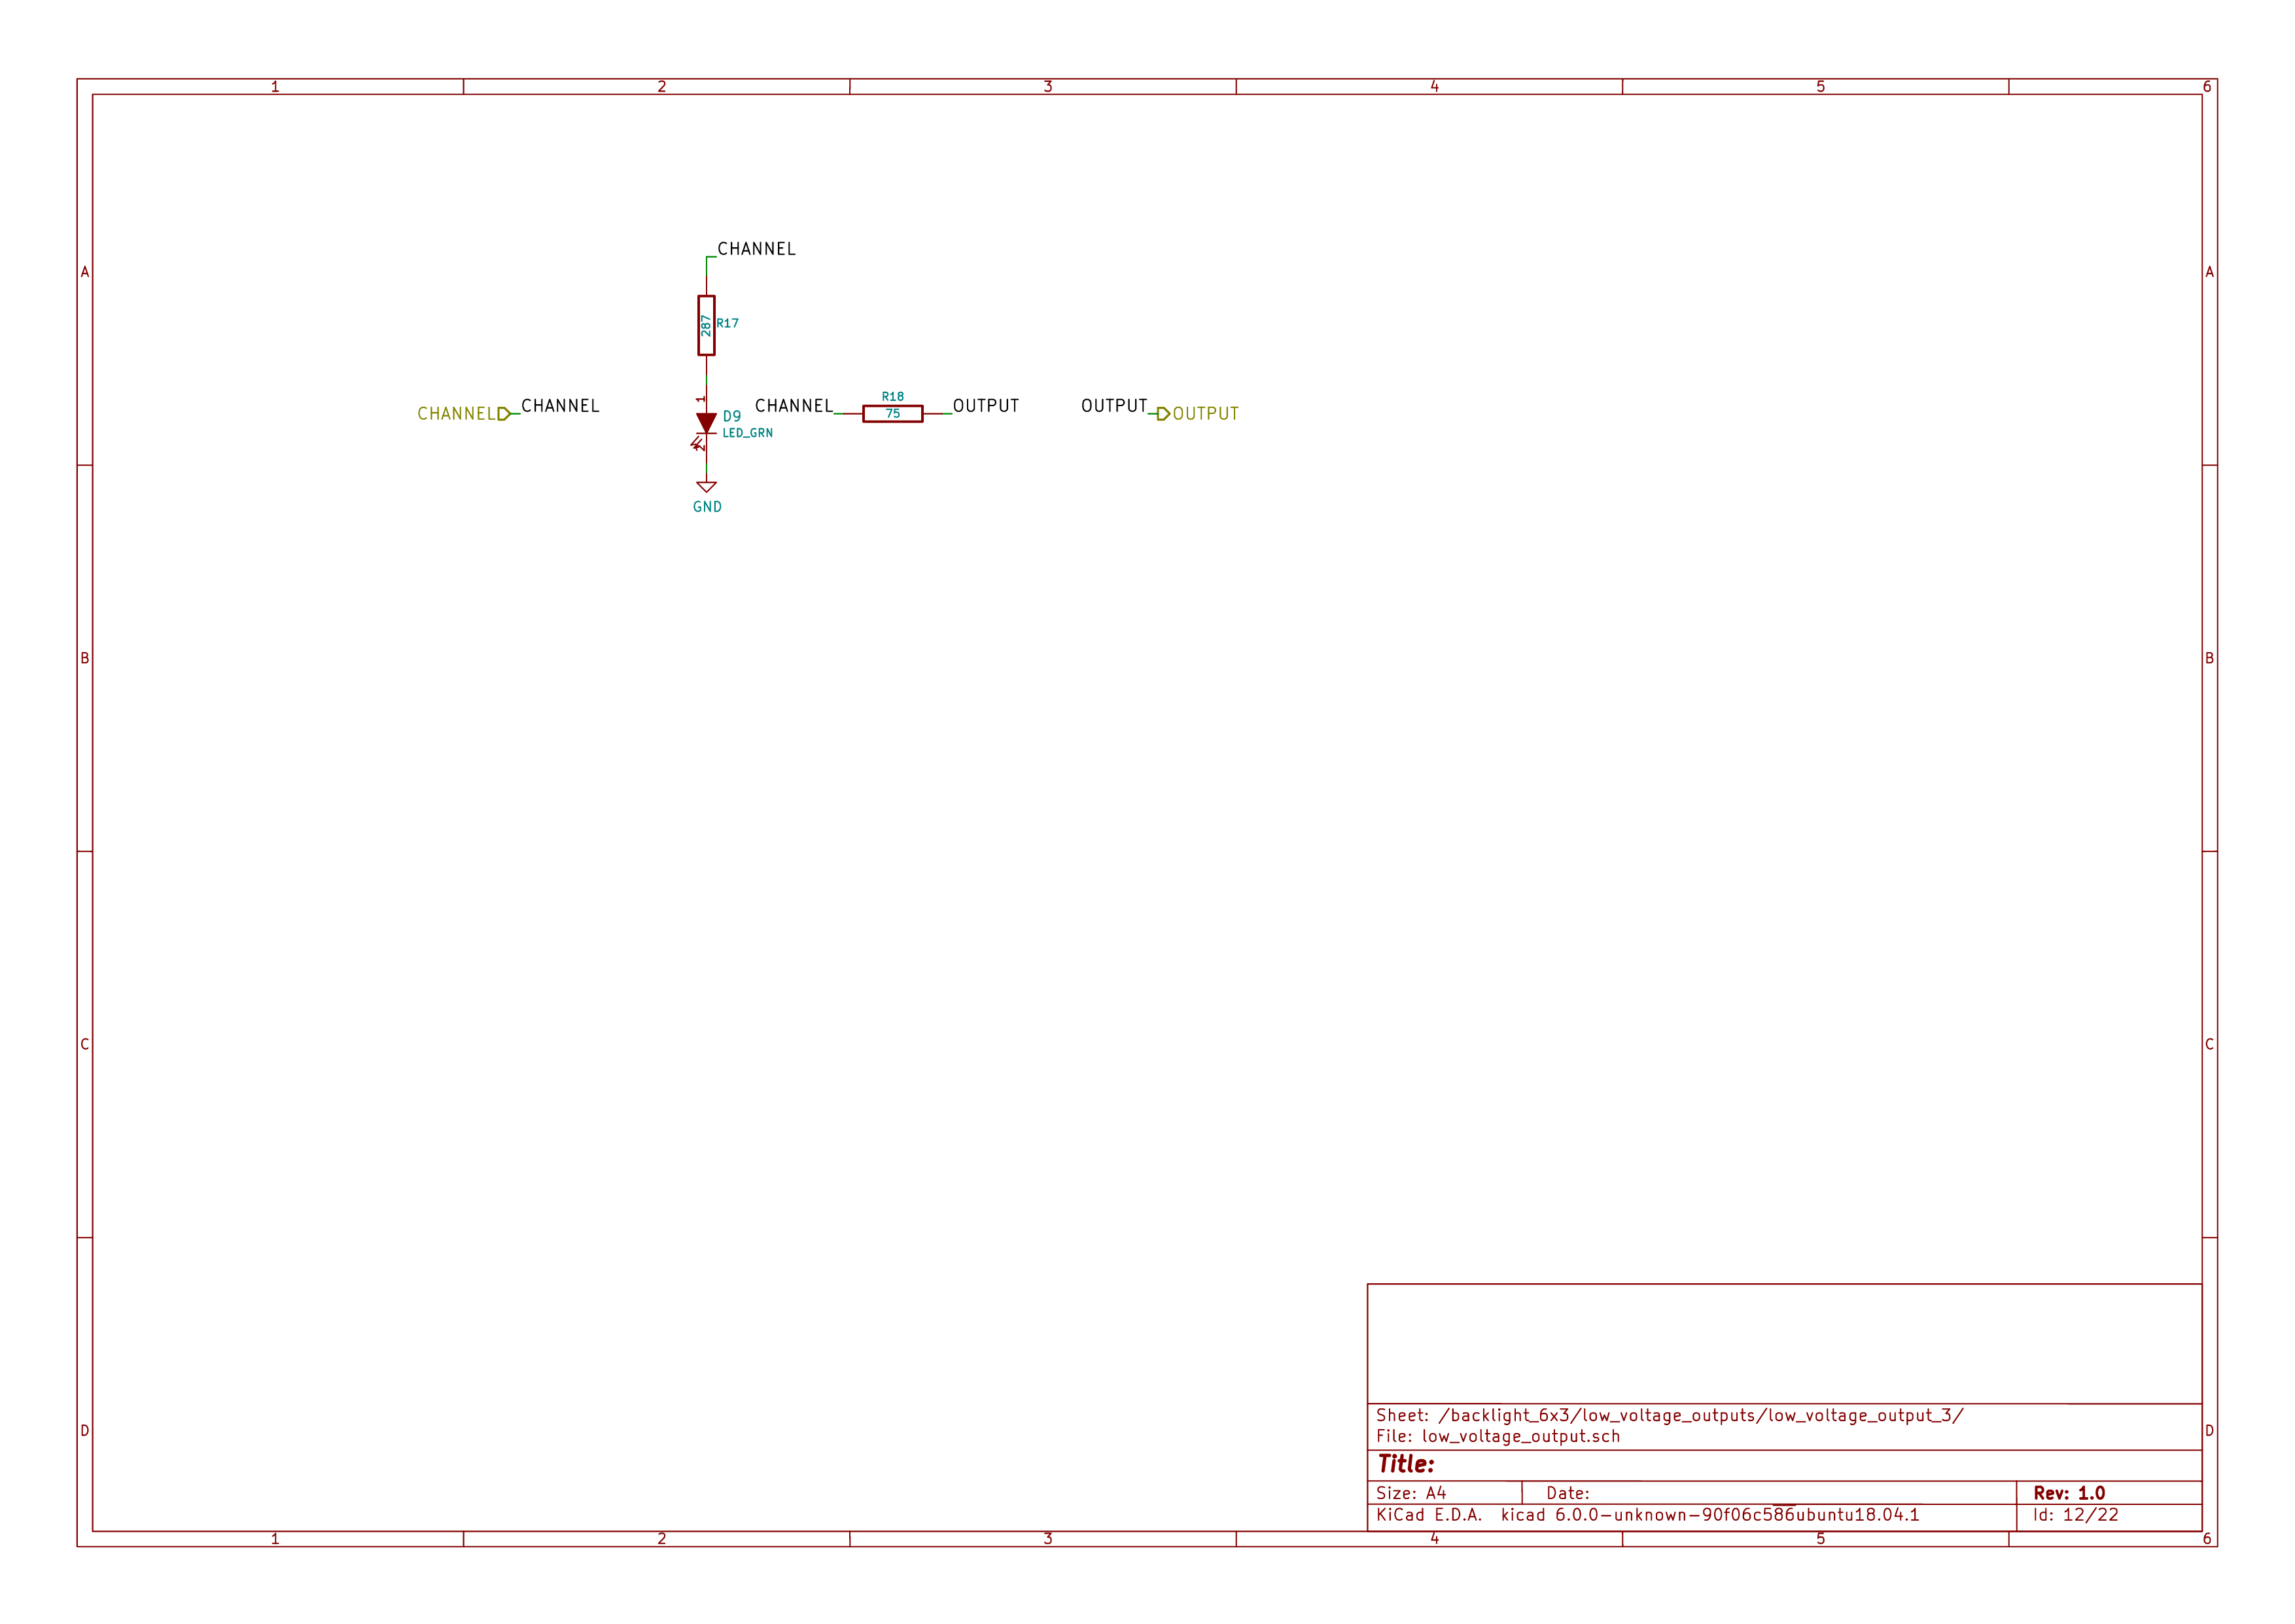 1 2 3 4 5 6
A A
CHANNEL
287 R17
CHANNEL CHANNEL
1
D9
LED_GRN
2
GND
CHANNEL R18 OUTPUT
75
OUTPUT OUTPUT
B B
C C
D D
Sheet: /backlight_6x3/low_voltage_outputs/low_voltage_output_3/
File: low_voltage_output.sch
Title:
Size: A4 Date: Rev: 1.0
KiCad E.D.A. kicad 6.0.0-unknown-90f06c586ubuntu18.04.1 Id: 12/22
1 2 3 4 5 6